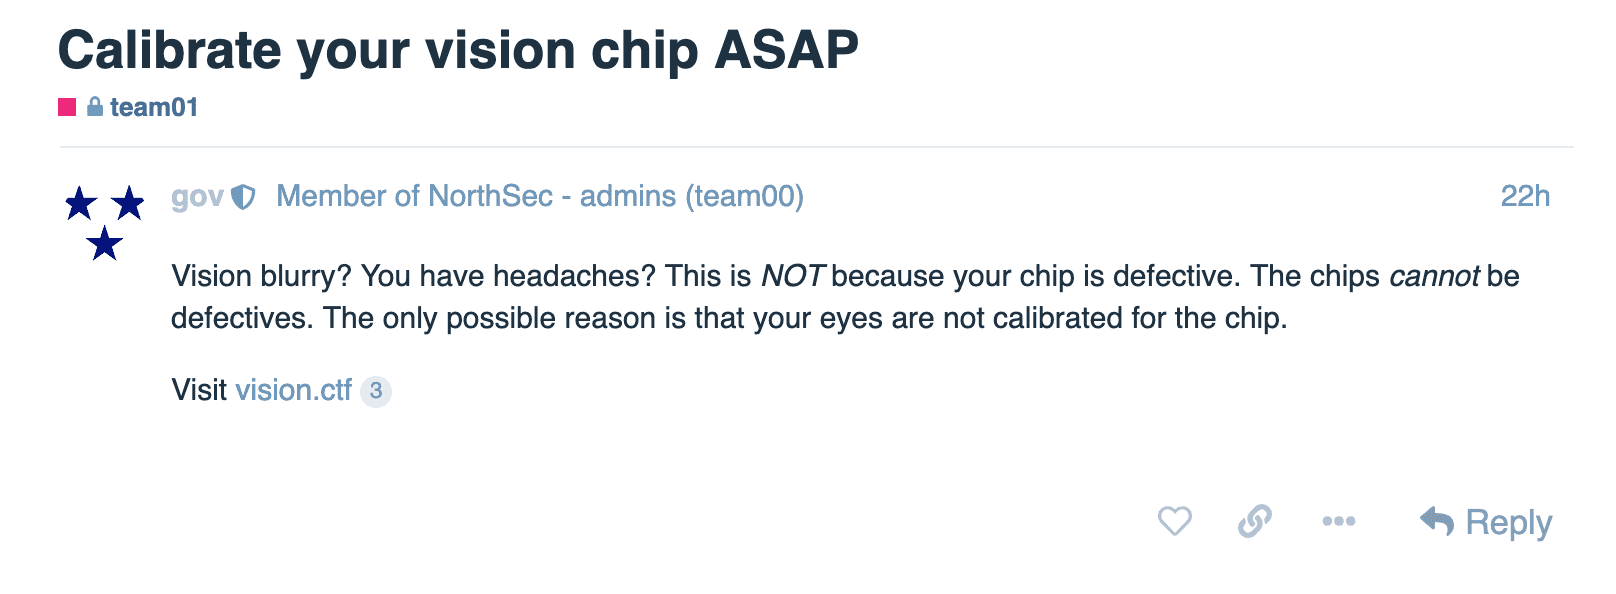 Calibrate your vision chip ASAP
team01
gov Member of NorthSec - admins (team00) 22h
Vision blurry? You have headaches? This is NOT because your chip is defective. The chips cannot be
defectives. The only possible reason is that your eyes are not calibrated for the chip.
Visit vision.ctf 3
Reply